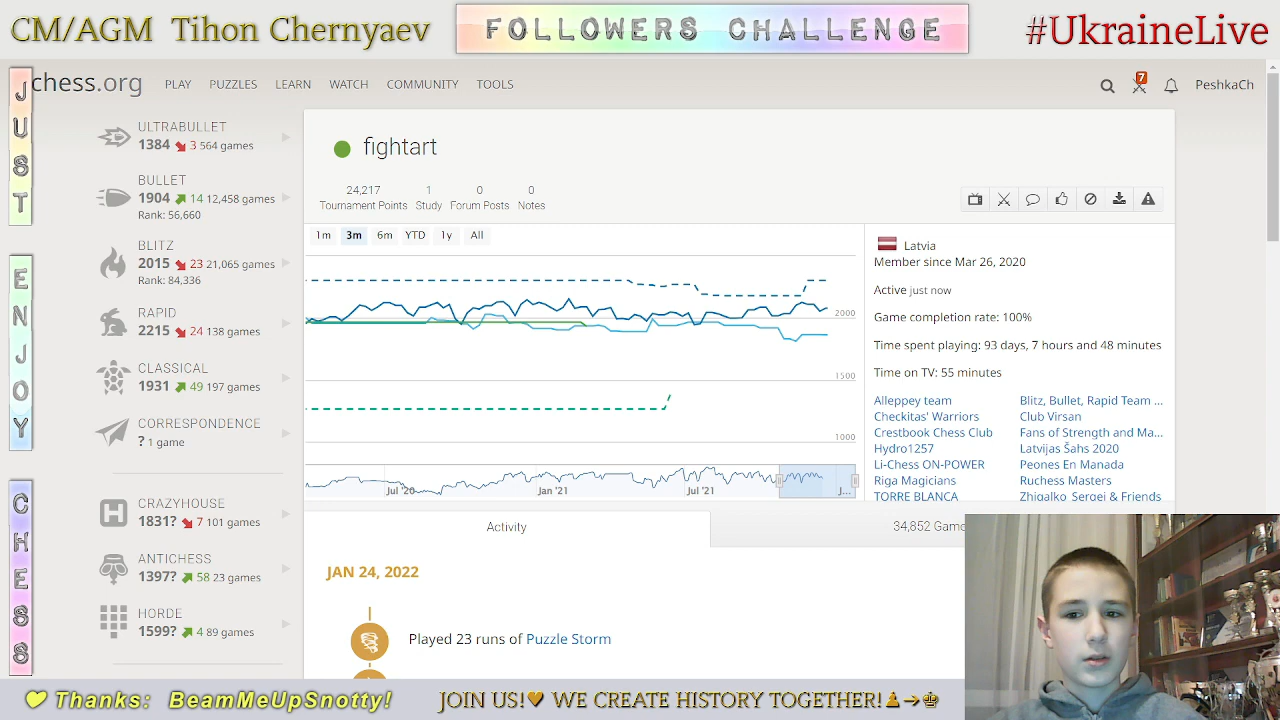 CM/AGM Tihon Chernyaev
FOLLOWERS CHALLENGE
#UkraineLive
JUST
ENJOY
CHESS
chess.org
PLAY PUZZLES LEARN WATCH COMMUNITY TOOLS
7
PeshkaCh
ULTRABULLET
1384 3 564 games
BULLET
1904 14 12,458 games
Rank: 56,660
BLITZ
2015 23 21,065 games
Rank: 84,336
RAPID
2215 24 138 games
CLASSICAL
1931 49 197 games
CORRESPONDENCE
? 1 game
CRAZYHOUSE
1831? 7 101 games
ANTICHESS
1397? 58 23 games
HORDE
1599? 4 89 games
fightart
24,217 1 0 0
Tournament Points Study Forum Posts Notes
1m 3m 6m YTD 1y All
2000
1500
1000
Jul '20 Jan '21 Jul '21 J...
Latvia
Member since Mar 26, 2020
Active just now
Game completion rate: 100%
Time spent playing: 93 days, 7 hours and 48 minutes
Time on TV: 55 minutes
Alleppey team Blitz, Bullet, Rapid Team ...
Checkitas' Warriors Club Virsan
Crestbook Chess Club Fans of Strength and Ma...
Hydro1257 Latvijas Šahs 2020
Li-Chess ON-POWER Peones En Manada
Riga Magicians Ruchess Masters
TORRE BLANCA Zhigalko_Sergei & Friends
Activity 34,852 Game
JAN 24, 2022
Played 23 runs of Puzzle Storm
Thanks: BeamMeUpSnotty!
JOIN US! WE CREATE HISTORY TOGETHER!